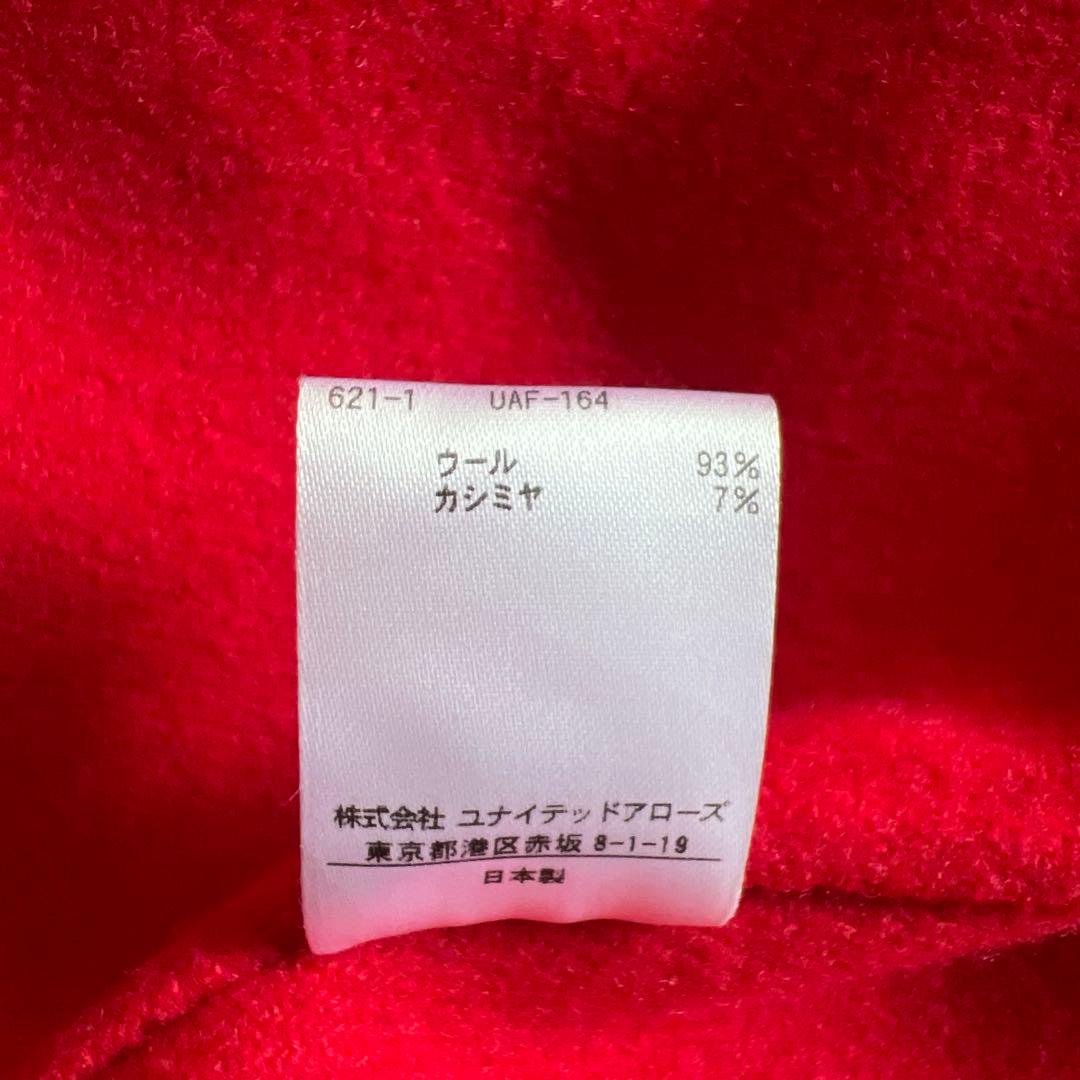 621-1 UAF-164
ウール 93%
カシミヤ 7%
株式会社 ユナイテッドアローズ
東京都港区赤坂 8-1-19
日本製